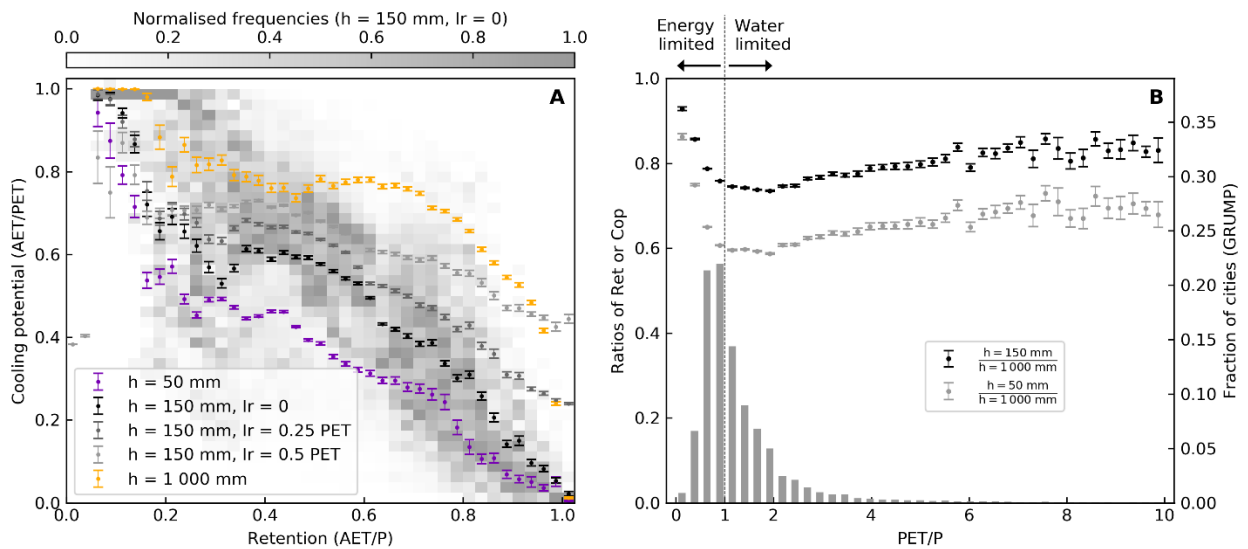 Normalised frequencies (h = 150 mm, Ir = 0)
0.0 0.2 0.4 0.6 0.8 1.0
A
Cooling potential (AET/PET)
1.0
0.8
0.6
0.4
0.2
0.0
h = 50 mm
h = 150 mm, Ir = 0
h = 150 mm, Ir = 0.25 PET
h = 150 mm, Ir = 0.5 PET
h = 1 000 mm
0.0 0.2 0.4 0.6 0.8 1.0
Retention (AET/P)
Energy limited
Water limited
B
Ratios of Ret or Cop
1.0
0.8
0.6
0.4
0.2
0.0
h = 150 mm
h = 1 000 mm
h = 50 mm
h = 1 000 mm
0.35
0.30
0.25
0.20
0.15
0.10
0.05
0.00
Fraction of cities (GRUMP)
0 1 2 4 6 8 10
PET/P